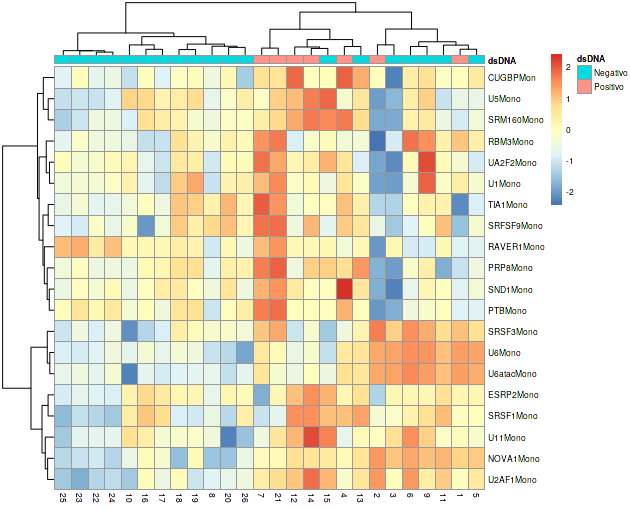 dsDNA
CUGBPMon
U5Mono
SRM160Mono
RBM3Mono
UA2F2Mono
U1Mono
TIA1Mono
SRFSF9Mono
RAVER1Mono
PRP8Mono
SND1Mono
PTBMono
SRSF3Mono
U6Mono
U6atacMono
ESRP2Mono
SRSF1Mono
U11Mono
NOVA1Mono
U2AF1Mono
25 23 22 24 10 16 17 18 19 8 20 26 7 21 12 14 15 4 13 2 3 6 9 11 1 5
2
1
0
-1
-2
dsDNA
Negativo
Positivo